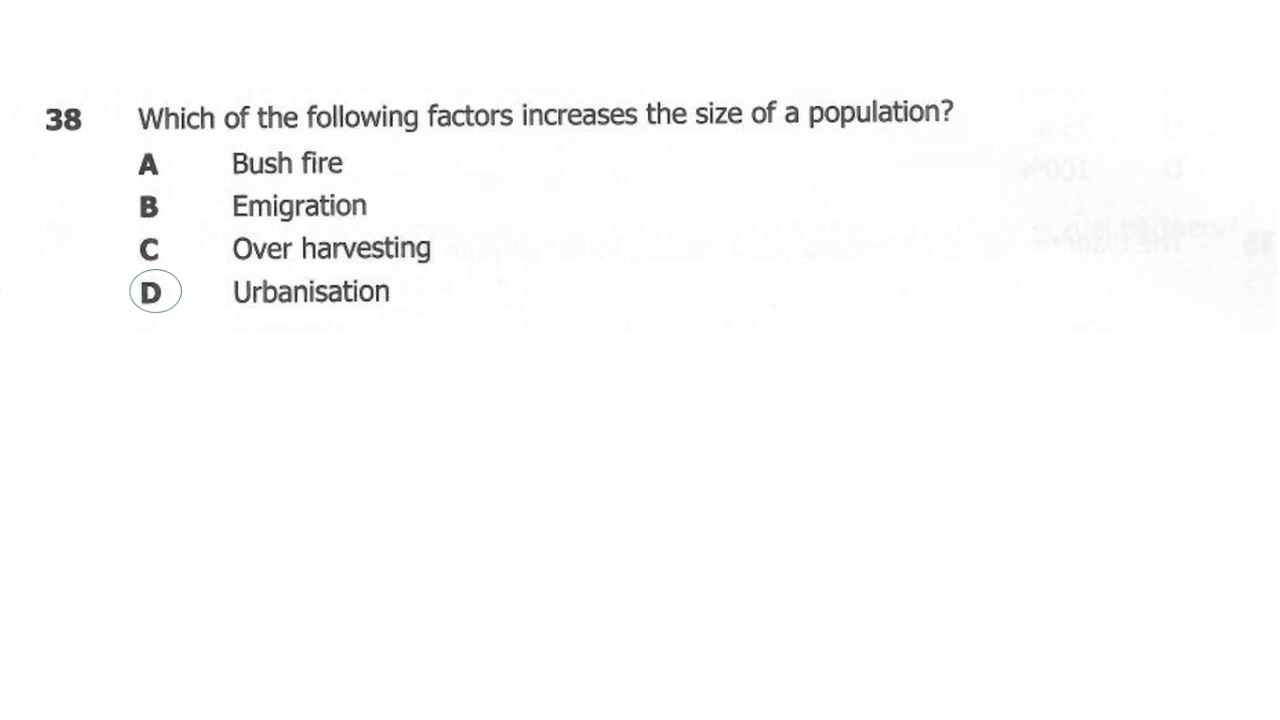 38 Which of the following factors increases the size of a population?
A Bush fire
B Emigration
C Over harvesting
D Urbanisation